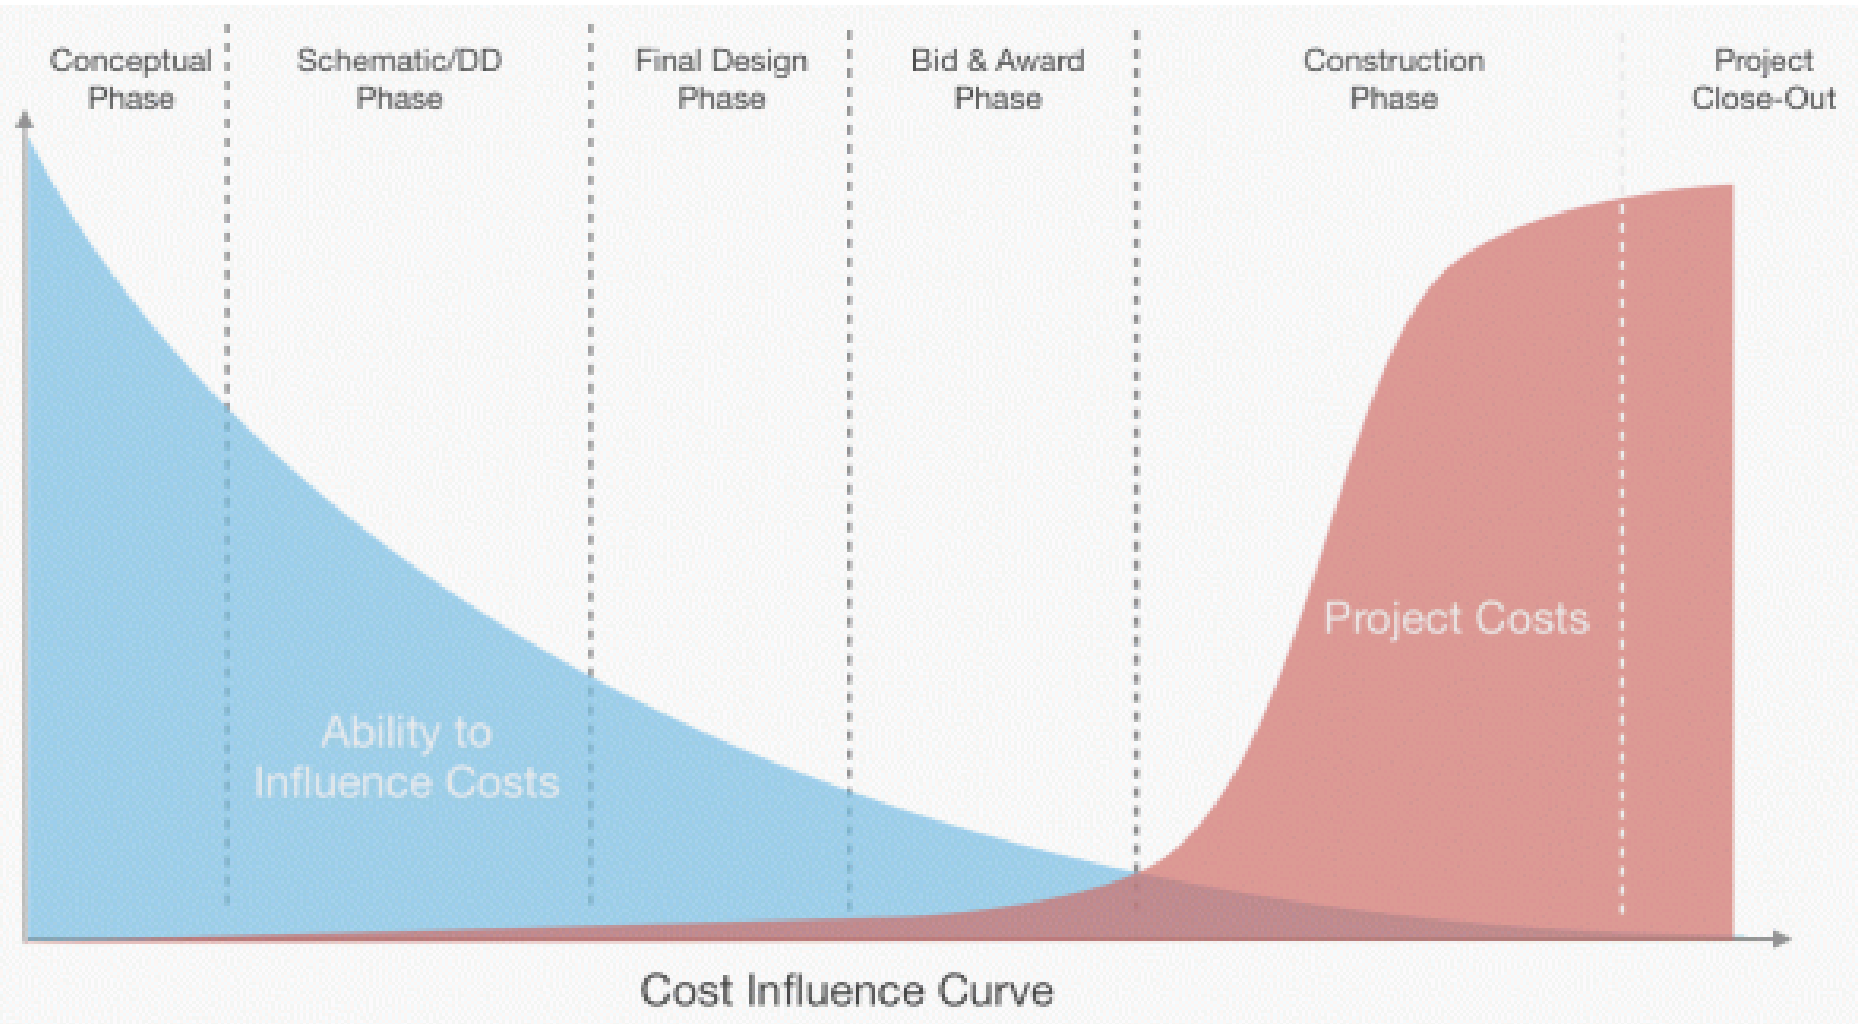 Conceptual
Phase
Schematic/DD
Phase
Final Design
Phase
Bid & Award
Phase
Construction
Phase
Project
Close-Out
Ability to
Influence Costs
Project Costs
Cost Influence Curve